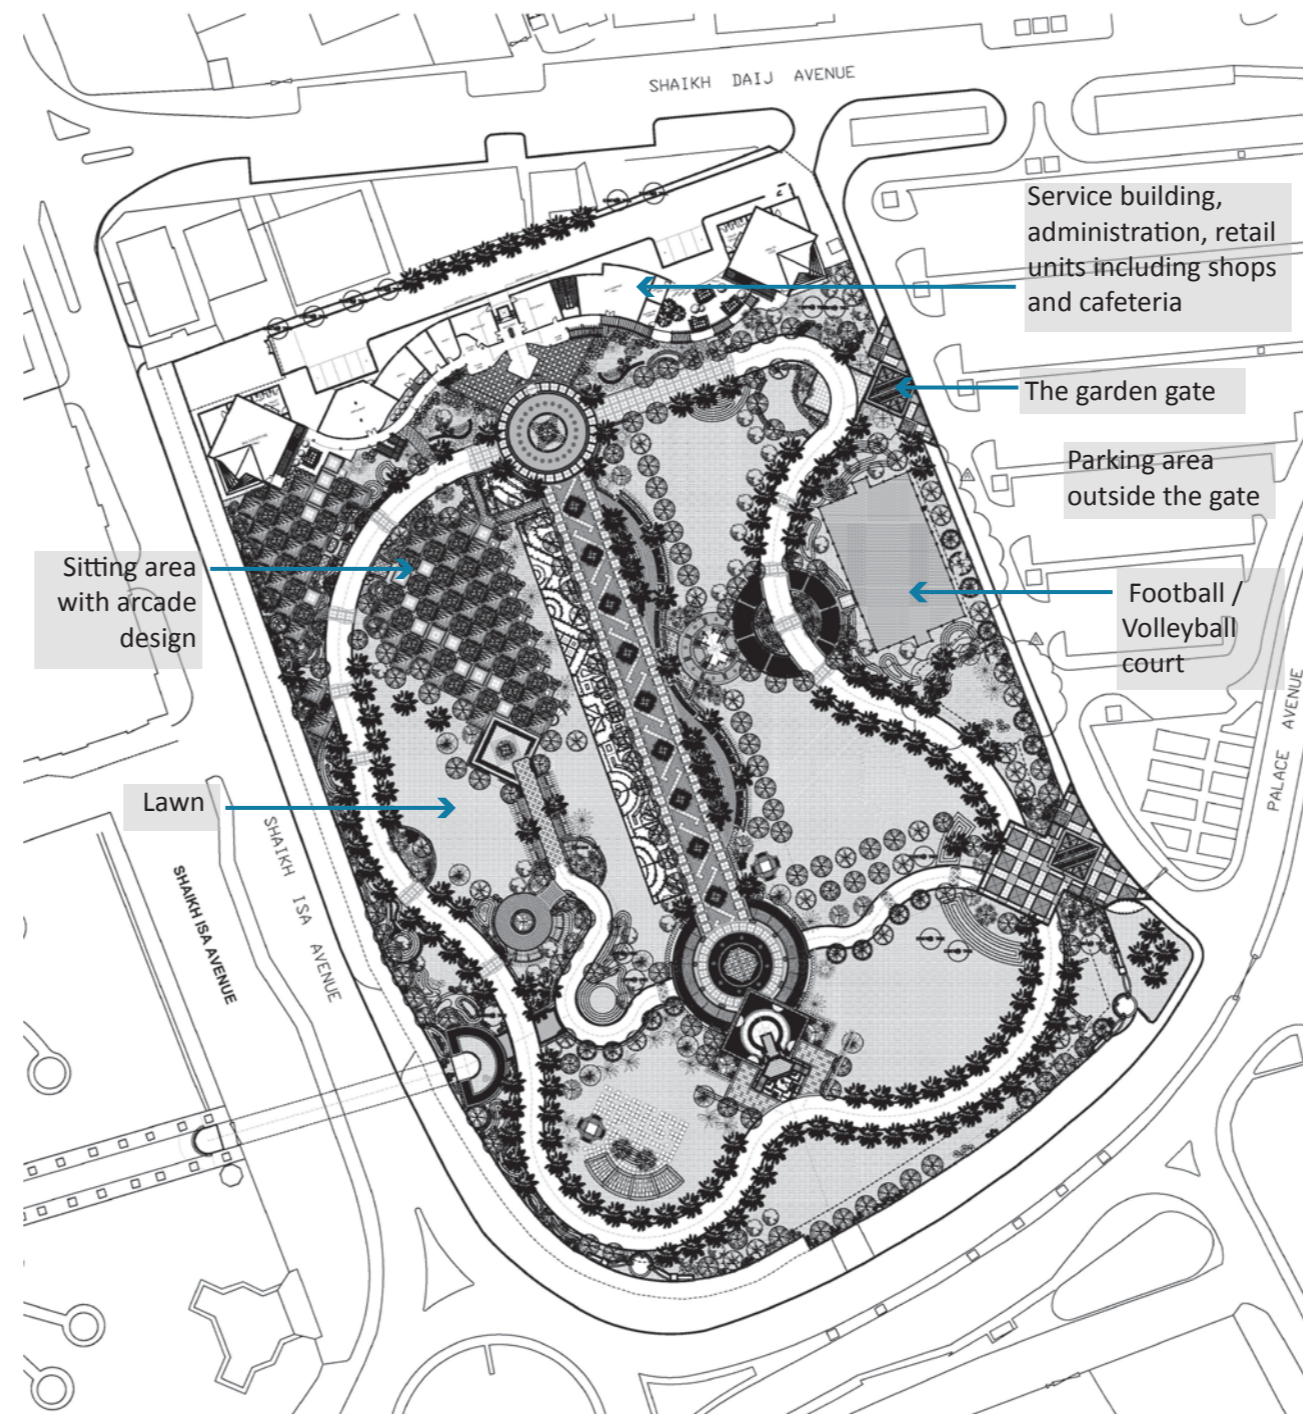 SHAIKH DAIJ AVENUE
Service building,
administration, retail
units including shops
and cafeteria
The garden gate
Parking area
outside the gate
Sitting area
with arcade
design
Football /
Volleyball
court
PALACE AVENUE
Lawn
SHAIKH ISA AVENUE
SHAIKH ISA AVENUE